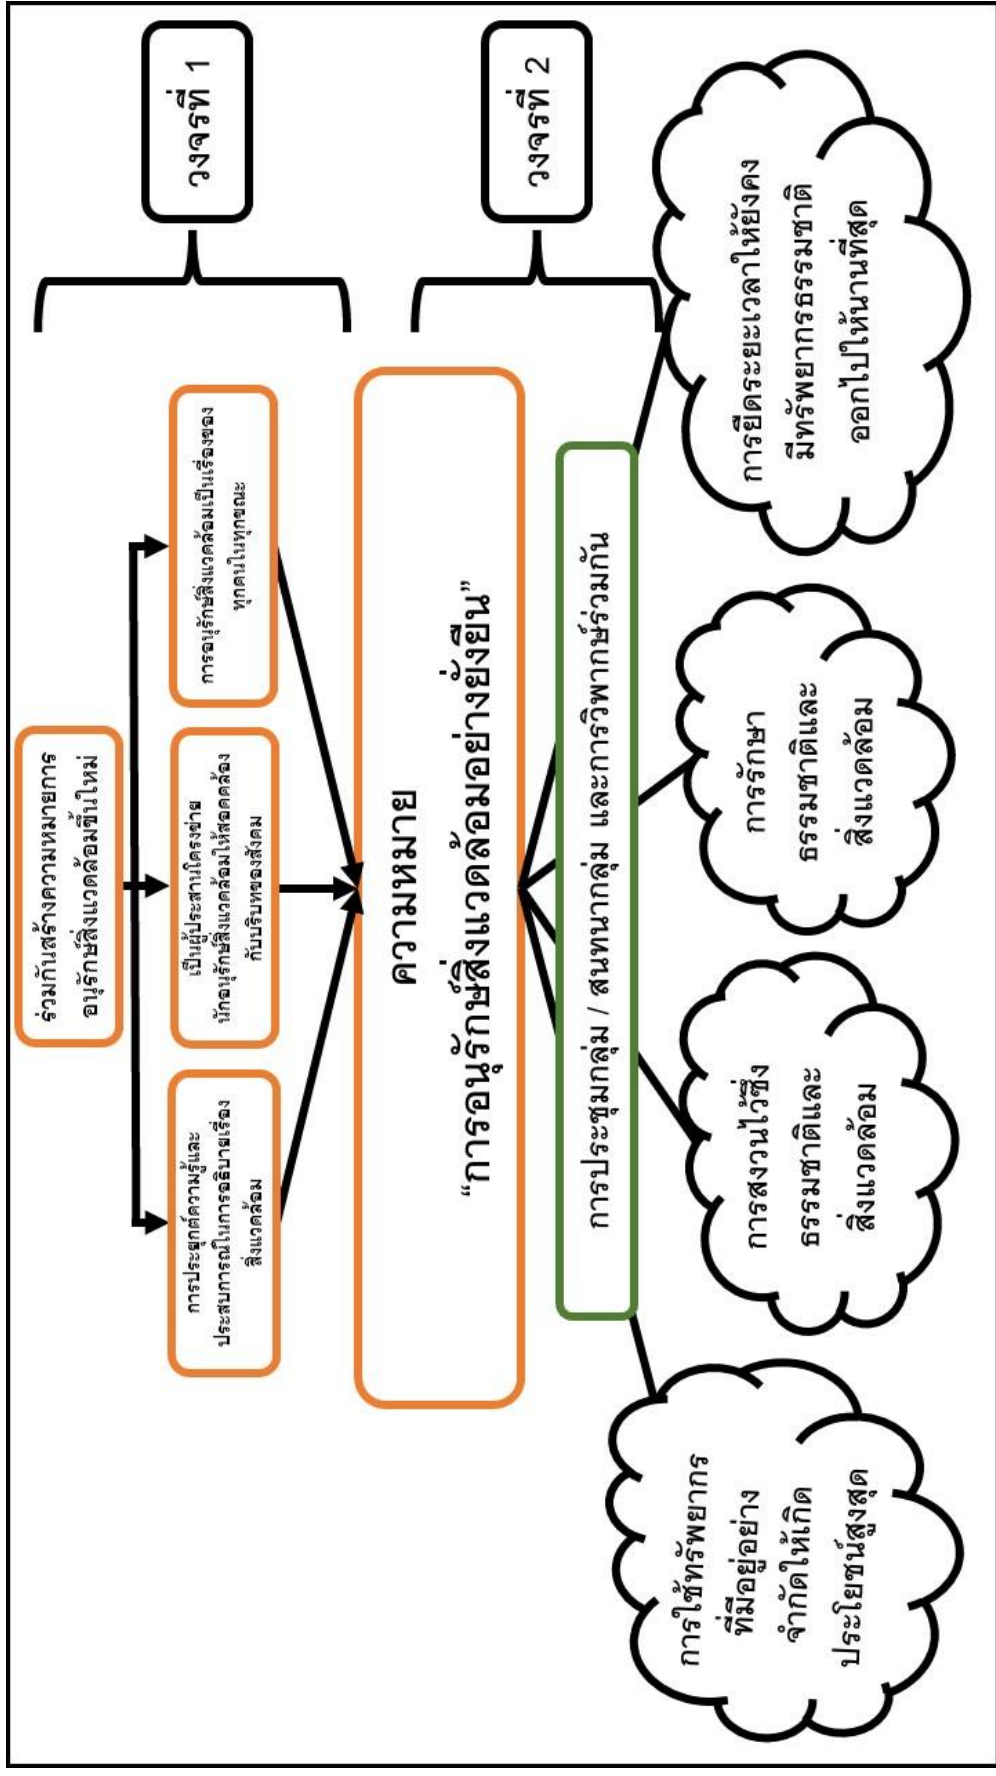 ร่วมกันสร้างความหมายการ
อนุรักษ์สิ่งแวดล้อมขึ้นใหม่
วงจรที่ 1
การประยุกต์ความรู้และ
ประสบการณ์ในการอธิบายเรื่อง
สิ่งแวดล้อม
เป็นผู้ประสานโครงข่าย
นักอนุรักษ์สิ่งแวดล้อมให้สอดคล้อง
กับบริบทของสังคม
การอนุรักษ์สิ่งแวดล้อมเป็นเรื่องของ
ทุกคนในทุกขณะ
ความหมาย
“การอนุรักษ์สิ่งแวดล้อมอย่างยั่งยืน”
วงจรที่ 2
การประชุมกลุ่ม / สนทนากลุ่ม และการวิพากษ์ร่วมกัน
การใช้ทรัพยากร
ที่มีอยู่อย่าง
จำกัดให้เกิด
ประโยชน์สูงสุด
การสงวนไว้ซึ่ง
ธรรมชาติและ
สิ่งแวดล้อม
การรักษา
ธรรมชาติและ
สิ่งแวดล้อม
การยืดระยะเวลาให้ยังคง
มีทรัพยากรธรรมชาติ
ออกไปให้นานที่สุด